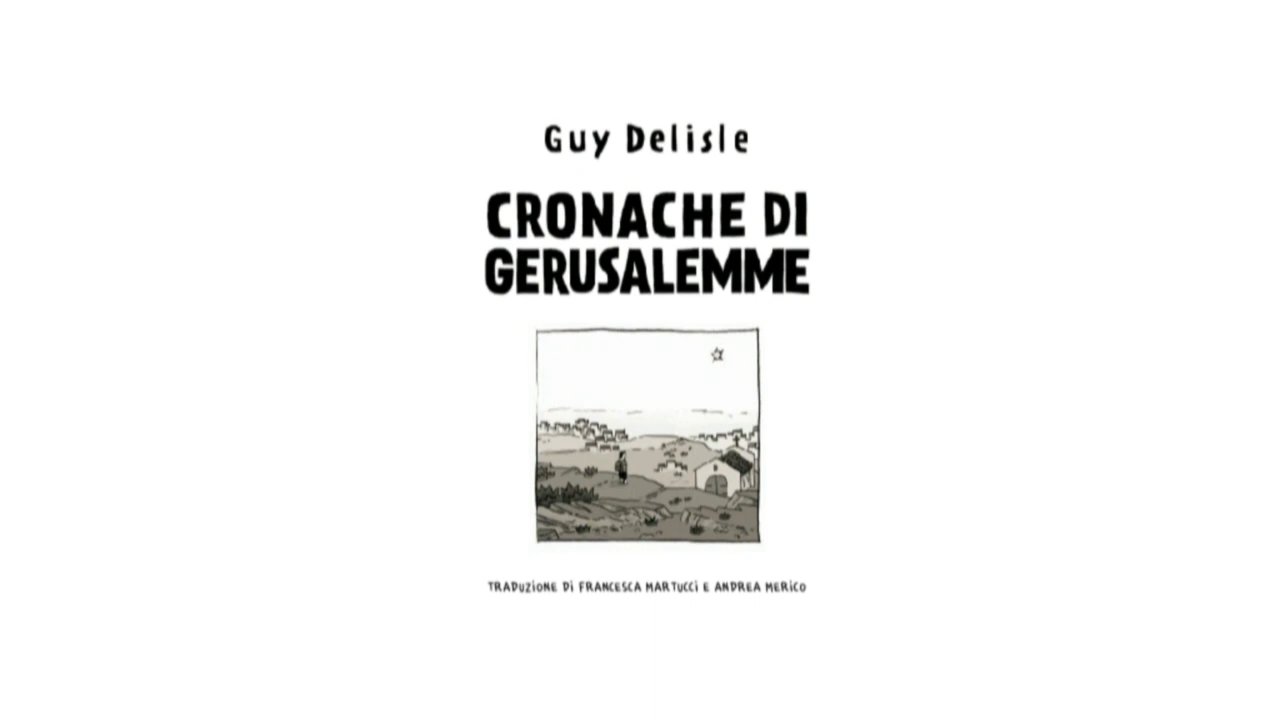 Guy Delisle
CRONACHE DI
GERUSALEMME
TRADUZiONE Di FRANCESCA MARTUCCi E ANDREA MERiCO